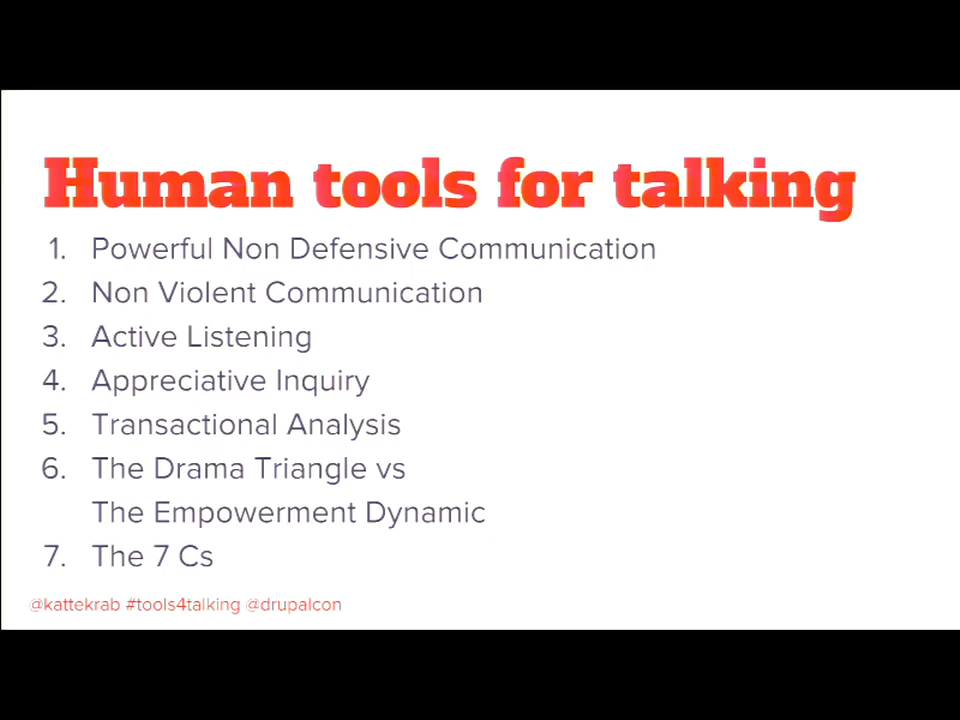 Human tools for talking
1. Powerful Non Defensive Communication
2. Non Violent Communication
3. Active Listening
4. Appreciative Inquiry
5. Transactional Analysis
6. The Drama Triangle vs
The Empowerment Dynamic
7. The 7 Cs
@kattekrab #tools4talking @drupalcon